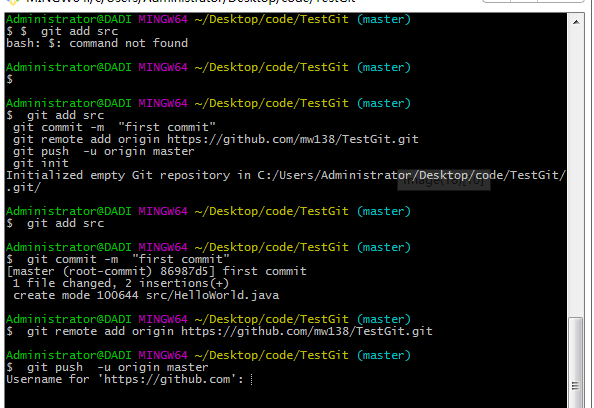 MINGW64:/c/Users/Administrator/Desktop/code/TestGit
Administrator@DADI MINGW64 ~/Desktop/code/TestGit (master)
$ $  git add src
bash: $: command not found
Administrator@DADI MINGW64 ~/Desktop/code/TestGit (master)
$
Administrator@DADI MINGW64 ~/Desktop/code/TestGit (master)
$  git add src
 git commit -m  "first commit"
 git remote add origin https://github.com/mw138/TestGit.git
 git push  -u origin master
 git init
Initialized empty Git repository in C:/Users/Administrator/Desktop/code/TestGit/
.git/
Administrator@DADI MINGW64 ~/Desktop/code/TestGit (master)
$  git add src
Administrator@DADI MINGW64 ~/Desktop/code/TestGit (master)
$  git commit -m  "first commit"
[master (root-commit) 86987d5] first commit
 1 file changed, 2 insertions(+)
 create mode 100644 src/HelloWorld.java
Administrator@DADI MINGW64 ~/Desktop/code/TestGit (master)
$  git remote add origin https://github.com/mw138/TestGit.git
Administrator@DADI MINGW64 ~/Desktop/code/TestGit (master)
$  git push  -u origin master
Username for 'https://github.com':